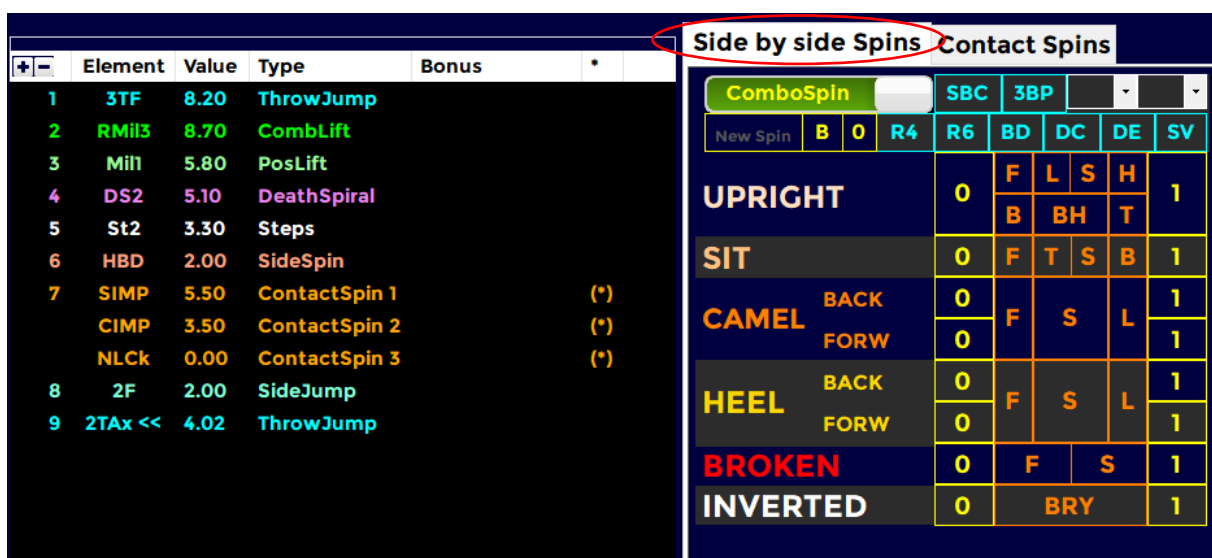 + - Element Value Type Bonus *
1 3TF 8.20 ThrowJump
2 RMil3 8.70 CombLift
3 Mil1 5.80 PosLift
4 DS2 5.10 DeathSpiral
5 St2 3.30 Steps
6 HBD 2.00 SideSpin
7 SIMP 5.50 ContactSpin 1 (*)
CIMP 3.50 ContactSpin 2 (*)
NLCk 0.00 ContactSpin 3 (*)
8 2F 2.00 SideJump
9 2TAx << 4.02 ThrowJump
Side by side Spins Contact Spins
ComboSpin SBC 3BP
New Spin B 0 R4 R6 BD DC DE SV
UPRIGHT 0 F L S H 1
B BH T
SIT 0 F T S B 1
CAMEL BACK 0 F S L 1
FORW 0 1
HEEL BACK 0 F S L 1
FORW 0 1
BROKEN 0 F S 1
INVERTED 0 BRY 1